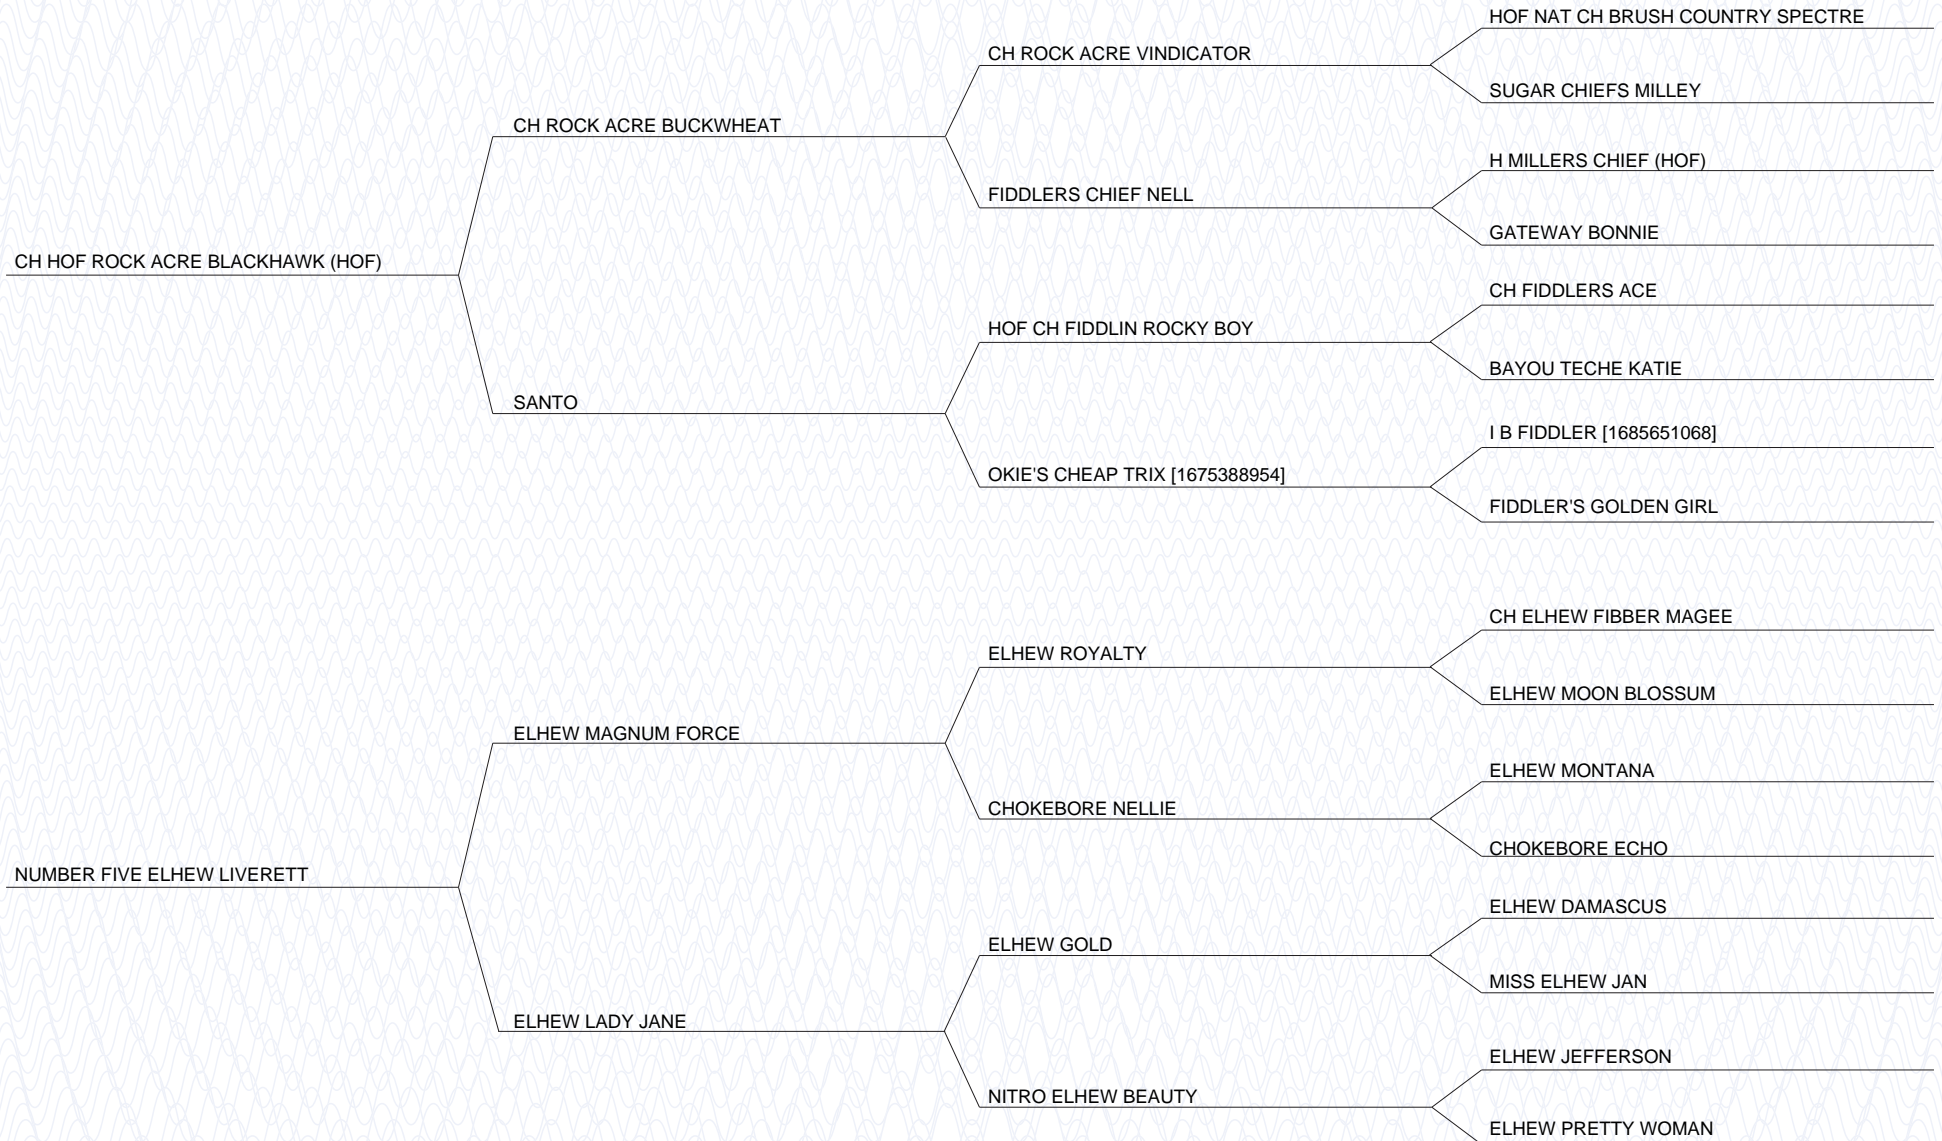 HOF NAT CH BRUSH COUNTRY SPECTRE
CH ROCK ACRE VINDICATOR
SUGAR CHIEFS MILLEY
CH ROCK ACRE BUCKWHEAT
H MILLERS CHIEF (HOF)
FIDDLERS CHIEF NELL
GATEWAY BONNIE
CH HOF ROCK ACRE BLACKHAWK (HOF)
CH FIDDLERS ACE
HOF CH FIDDLIN ROCKY BOY
BAYOU TECHE KATIE
SANTO
I B FIDDLER [1685651068]
OKIE'S CHEAP TRIX [1675388954]
FIDDLER'S GOLDEN GIRL
CH ELHEW FIBBER MAGEE
ELHEW ROYALTY
ELHEW MOON BLOSSUM
ELHEW MAGNUM FORCE
ELHEW MONTANA
CHOKEBORE NELLIE
CHOKEBORE ECHO
NUMBER FIVE ELHEW LIVERETT
ELHEW DAMASCUS
ELHEW GOLD
MISS ELHEW JAN
ELHEW LADY JANE
ELHEW JEFFERSON
NITRO ELHEW BEAUTY
ELHEW PRETTY WOMAN